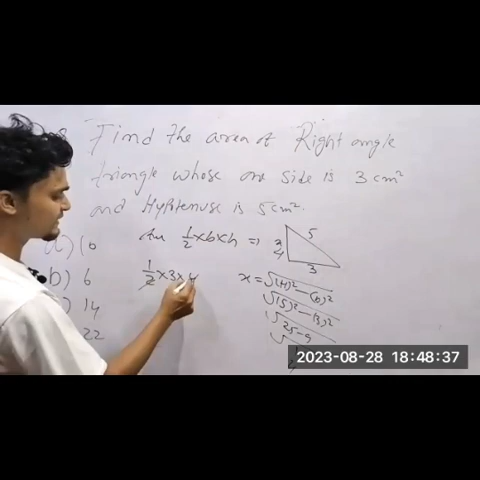 Find the area of Right angle
triangle whose one side is 3 cm²
and Hypotenuse is 5 cm².
a) 10
b) 6
14
22
1/2 × b × h =>
1/2 × 3 × 4
5
3
x = √(H)² - (b)²
√(5)² - (3)²
√25-9
2023-08-28 18:48:37